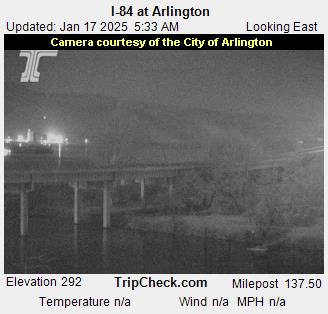 I-84 at Arlington
Updated: Jan 17 2025 5:33 AM Looking East
Camera courtesy of the City of Arlington
Elevation 292 TripCheck.com Milepost 137.50
Temperature n/a Wind n/a MPH n/a